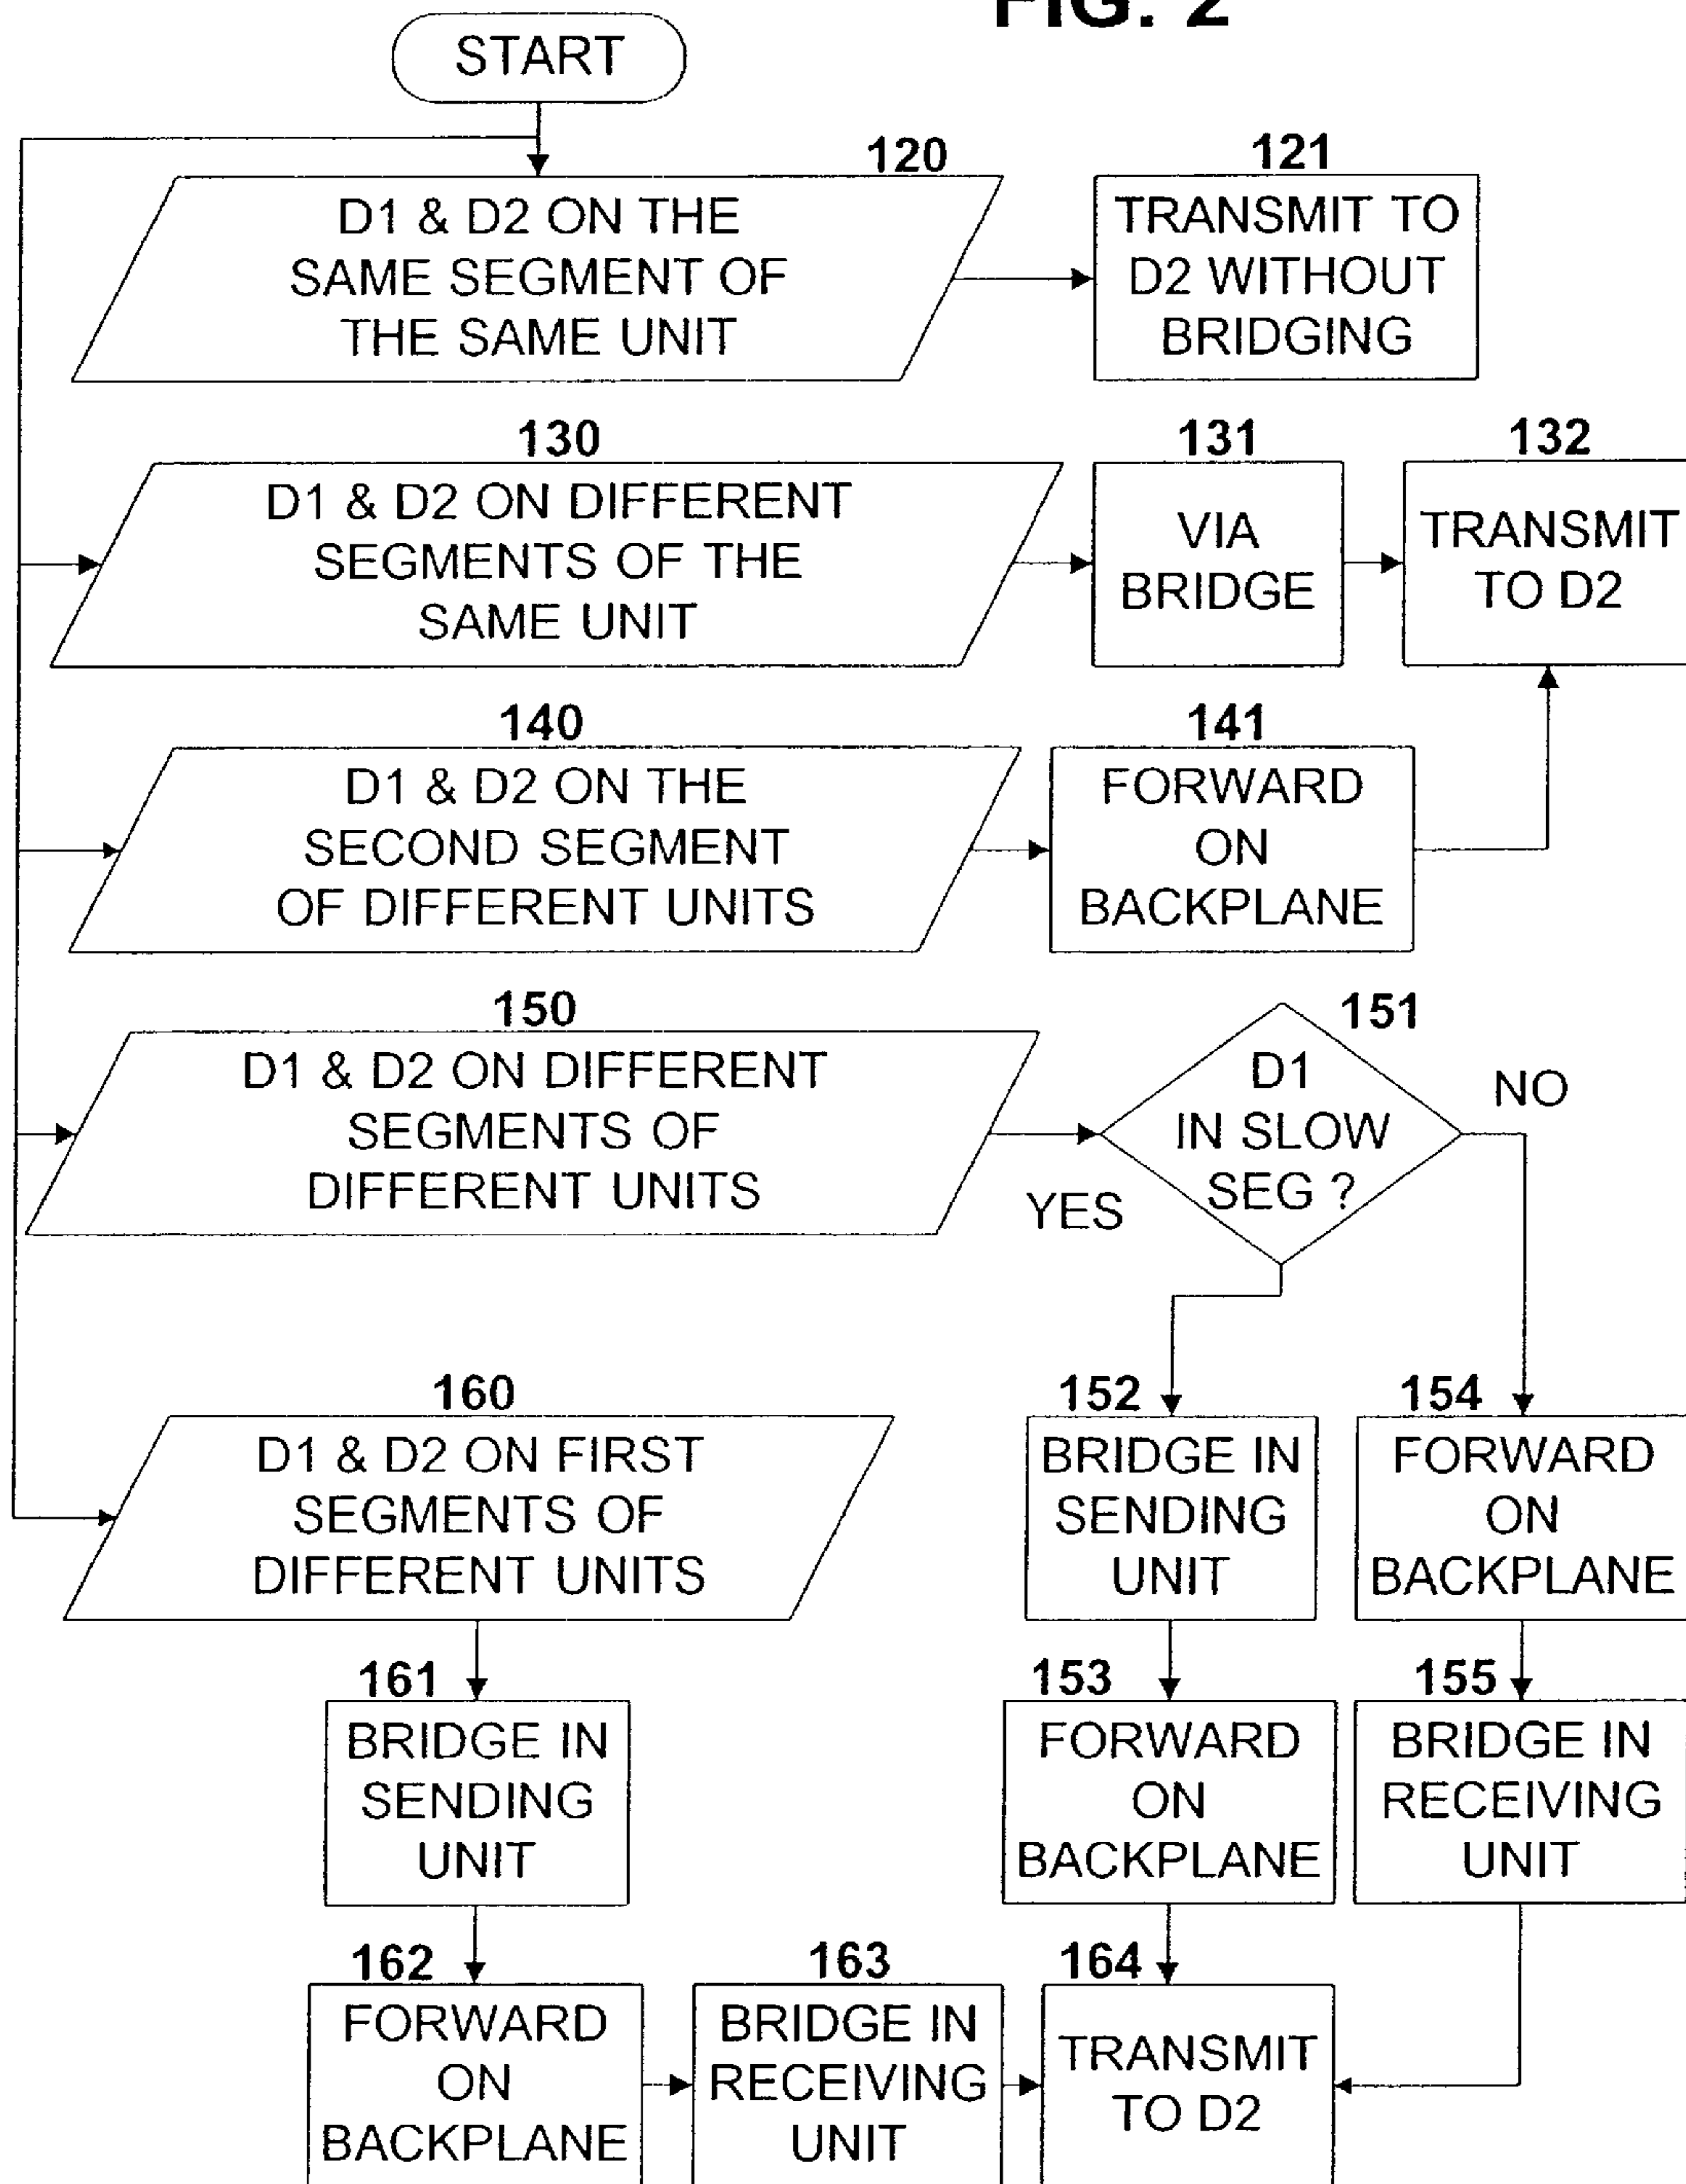 FIG. 2
START
120
D1 & D2 ON THE
SAME SEGMENT OF
THE SAME UNIT
121
TRANSMIT TO
D2 WITHOUT
BRIDGING
130
D1 & D2 ON DIFFERENT
SEGMENTS OF THE
SAME UNIT
131
VIA
BRIDGE
132
TRANSMIT
TO D2
140
D1 & D2 ON THE
SECOND SEGMENT
OF DIFFERENT UNITS
141
FORWARD
ON
BACKPLANE
150
D1 & D2 ON DIFFERENT
SEGMENTS OF
DIFFERENT UNITS
151
D1
IN SLOW
SEG ?
NO
YES
160
D1 & D2 ON FIRST
SEGMENTS OF
DIFFERENT UNITS
152
BRIDGE IN
SENDING
UNIT
154
FORWARD
ON
BACKPLANE
161
BRIDGE IN
SENDING
UNIT
153
FORWARD
ON
BACKPLANE
155
BRIDGE IN
RECEIVING
UNIT
162
FORWARD
ON
BACKPLANE
163
BRIDGE IN
RECEIVING
UNIT
164
TRANSMIT
TO D2